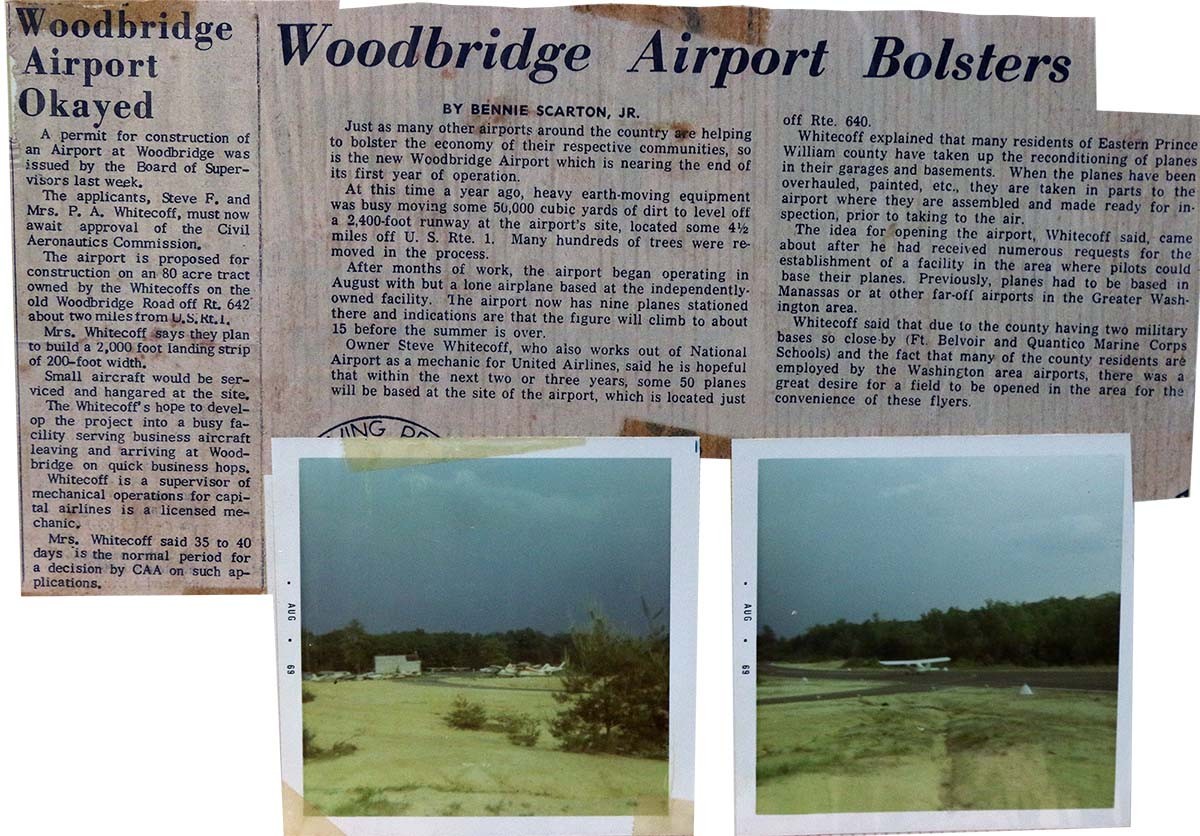 Woodbridge
Airport
Okayed
A permit for construction of
an Airport at Woodbridge was
issued by the Board of Super-
visors last week.
The applicants, Steve F. and
Mrs. P. A. Whitecoff, must now
await approval of the Civil
Aeronautics Commission.
The airport is proposed for
construction on an 80 acre tract
owned by the Whitecoffs on the
old Woodbridge Road off Rt. 642
about two miles from U.S. Rt. 1.
Mrs. Whitecoff says they plan
to build a 2,000 foot landing strip
of 200-foot width.
Small aircraft would be ser-
viced and hangared at the site.
The Whitecoff's hope to devel-
op the project into a busy fa-
cility serving business aircraft
leaving and arriving at Wood-
bridge on quick business hops.
Whitecoff is a supervisor of
mechanical operations for capi-
tal airlines is a licensed me-
chanic.
Mrs. Whitecoff said 35 to 40
days is the normal period for
a decision by CAA on such ap-
plications.
Woodbridge Airport Bolsters
BY BENNIE SCARTON, JR.
Just as many other airports around the country are helping
to bolster the economy of their respective communities, so
is the new Woodbridge Airport which is nearing the end of
its first year of operation.
At this time a year ago, heavy earth-moving equipment
was busy moving some 50,000 cubic yards of dirt to level off
a 2,400-foot runway at the airport's site, located some 4½
miles off U. S. Rte. 1. Many hundreds of trees were re-
moved in the process.
After months of work, the airport began operating in
August with but a lone airplane based at the independently-
owned facility. The airport now has nine planes stationed
there and indications are that the figure will climb to about
15 before the summer is over.
Owner Steve Whitecoff, who also works out of National
Airport as a mechanic for United Airlines, said he is hopeful
that within the next two or three years, some 50 planes
will be based at the site of the airport, which is located just
off Rte. 640.
Whitecoff explained that many residents of Eastern Prince
William county have taken up the reconditioning of planes
in their garages and basements. When the planes have been
overhauled, painted, etc., they are taken in parts to the
airport where they are assembled and made ready for in-
spection, prior to taking to the air.
The idea for opening the airport, Whitecoff said, came
about after he had received numerous requests for the
establishment of a facility in the area where pilots could
base their planes. Previously, planes had to be based in
Manassas or at other far-off airports in the Greater Wash-
ington area.
Whitecoff said that due to the county having two military
bases so close-by (Ft. Belvoir and Quantico Marine Corps
Schools) and the fact that many of the county residents are
employed by the Washington area airports, there was a
great desire for a field to be opened in the area for the
convenience of these flyers.
AUG • 69
AUG • 69